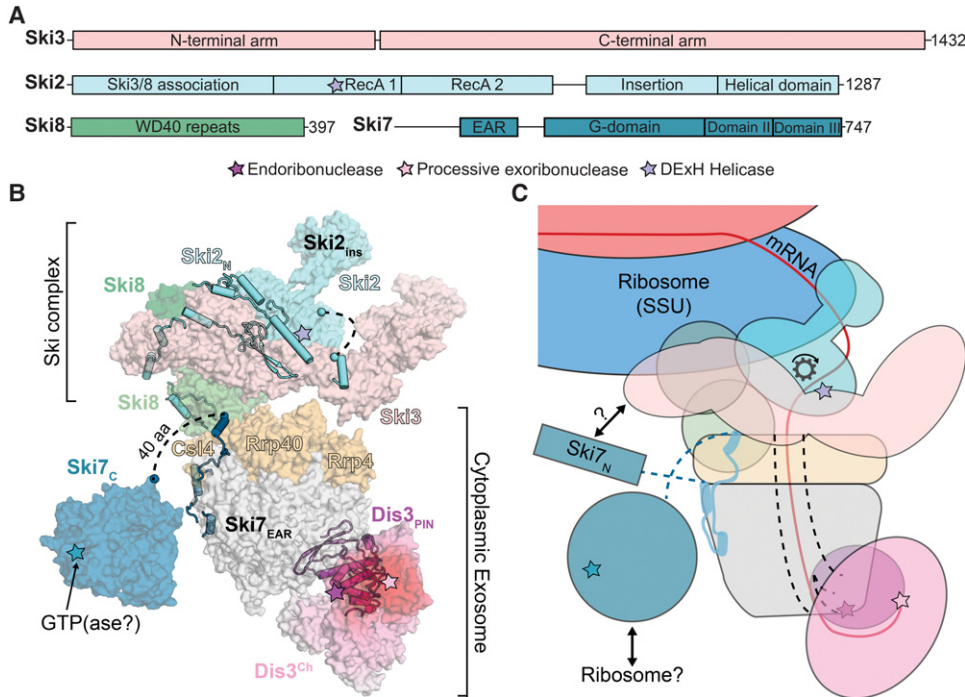 A
Ski3 N-terminal arm C-terminal arm 1432
Ski2 Ski3/8 association RecA 1 RecA 2 Insertion Helical domain 1287
Ski8 WD40 repeats 397 Ski7 EAR G-domain Domain II Domain III 747
Endoribonuclease Processive exoribonuclease DExH Helicase
B
Ski complex
Ski2ins
Ski2N
Ski2
Ski8
Ski8
Ski3
40 aa
Csl4
Rrp40
Rrp4
Ski7C
Ski7EAR
Dis3PIN
GTP(ase?)
Dis3Ch
Cytoplasmic Exosome
C
mRNA
Ribosome
(SSU)
?
Ski7N
Ribosome?